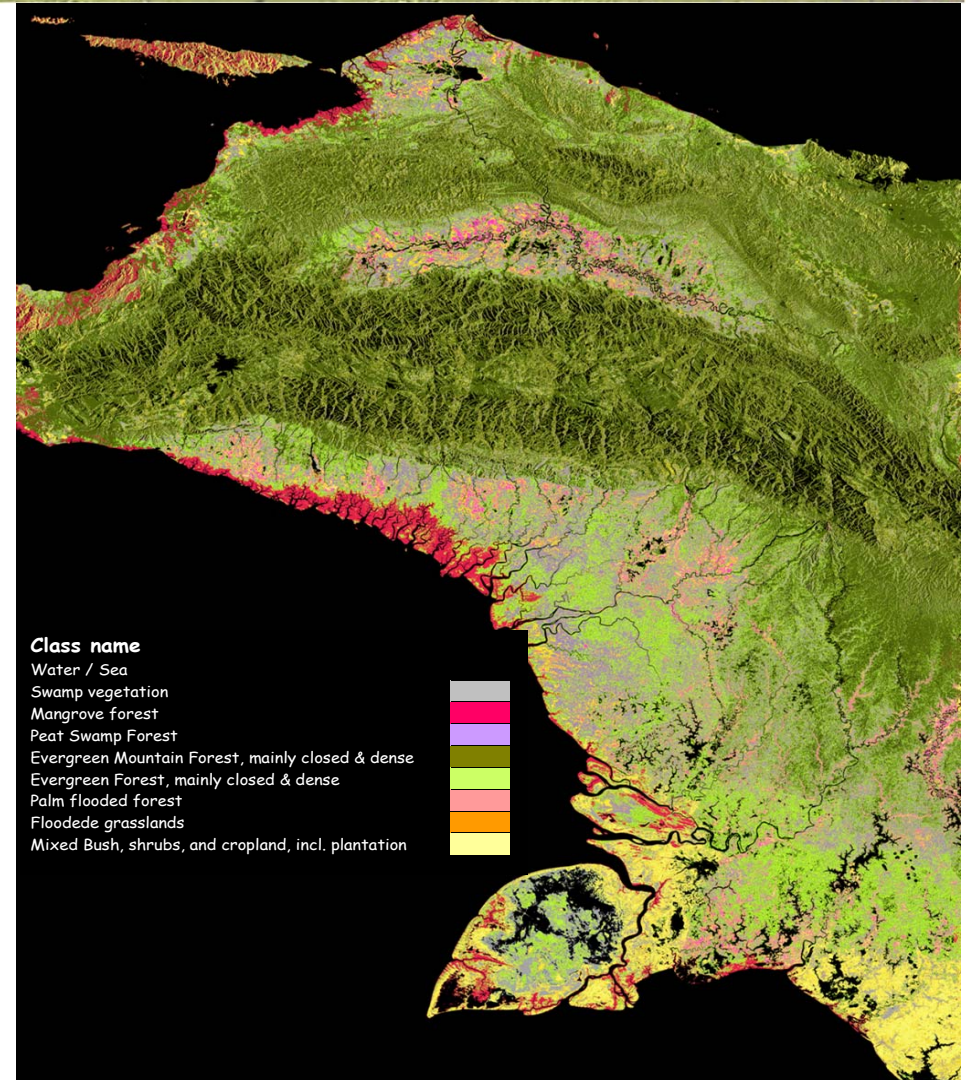 Class name
Water / Sea
Swamp vegetation
Mangrove forest
Peat Swamp Forest
Evergreen Mountain Forest, mainly closed & dense
Evergreen Forest, mainly closed & dense
Palm flooded forest
Floodede grasslands
Mixed Bush, shrubs, and cropland, incl. plantation